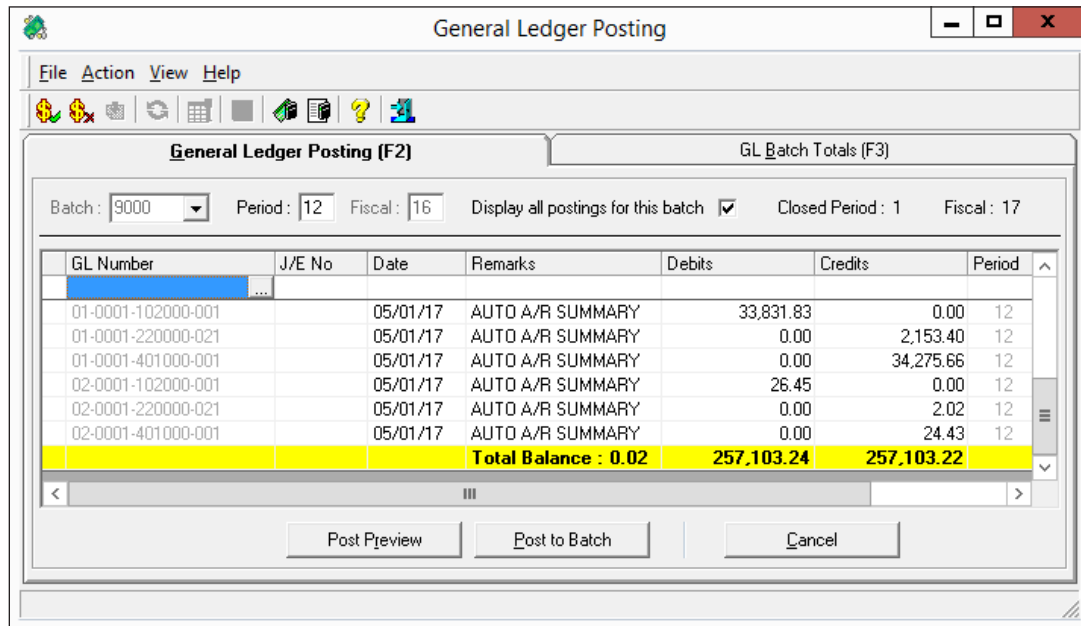 General Ledger Posting
File Action View Help
General Ledger Posting (F2) GL Batch Totals (F3)
Batch : 9000 Period : 12 Fiscal : 16 Display all postings for this batch Closed Period : 1 Fiscal : 17
GL Number J/E No Date Remarks Debits Credits Period
...
01-0001-102000-001 05/01/17 AUTO A/R SUMMARY 33,831.83 0.00 12
01-0001-220000-021 05/01/17 AUTO A/R SUMMARY 0.00 2,153.40 12
01-0001-401000-001 05/01/17 AUTO A/R SUMMARY 0.00 34,275.66 12
02-0001-102000-001 05/01/17 AUTO A/R SUMMARY 26.45 0.00 12
02-0001-220000-021 05/01/17 AUTO A/R SUMMARY 0.00 2.02 12
02-0001-401000-001 05/01/17 AUTO A/R SUMMARY 0.00 24.43 12
Total Balance : 0.02 257,103.24 257,103.22
Post Preview Post to Batch Cancel